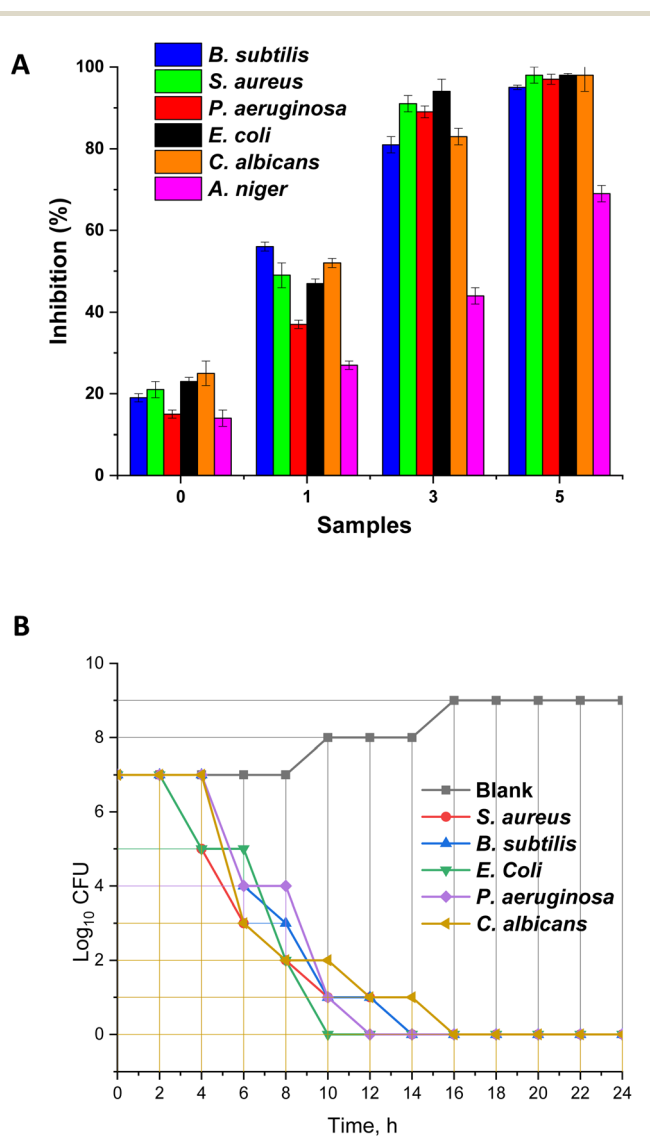 A
B. subtilis
S. aureus
P. aeruginosa
E. coli
C. albicans
A. niger
100
80
60
40
20
0
Inhibition (%)
0 1 3 5
Samples
B
10
8
6
4
2
0
Log10 CFU
Blank
S. aureus
B. subtilis
E. Coli
P. aeruginosa
C. albicans
0 2 4 6 8 10 12 14 16 18 20 22 24
Time, h